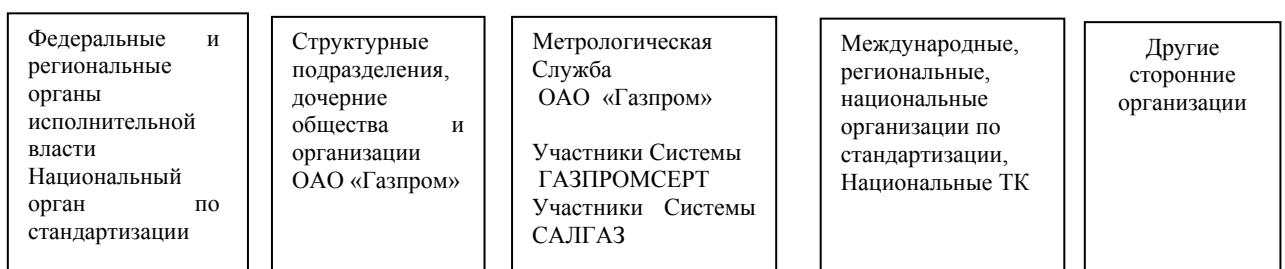 Федеральные и
региональные
органы
исполнительной
власти
Национальный
орган по
стандартизации
Структурные
подразделения,
дочерние
общества и
организации
ОАО «Газпром»
Метрологическая
Служба
ОАО «Газпром»
Участники Системы
ГАЗПРОМСЕРТ
Участники Системы
САЛГАЗ
Международные,
региональные,
национальные
организации по
стандартизации,
Национальные ТК
Другие
сторонние
организации